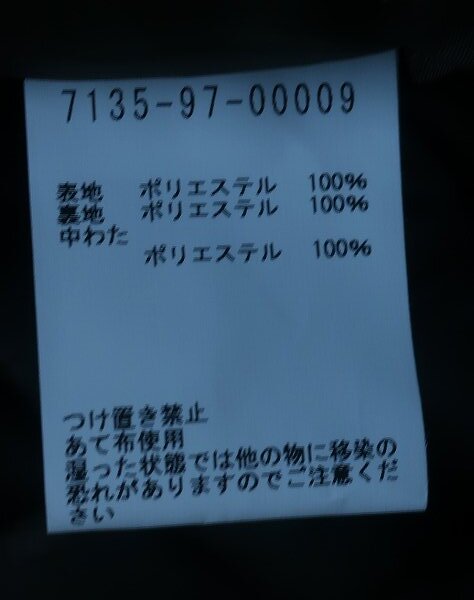 7135-97-00009
表地 ポリエステル 100%
裏地 ポリエステル 100%
中わた
ポリエステル 100%
つけ置き禁止
あて布使用
湿った状態では他の物に移染の
恐れがありますのでご注意くだ
さい